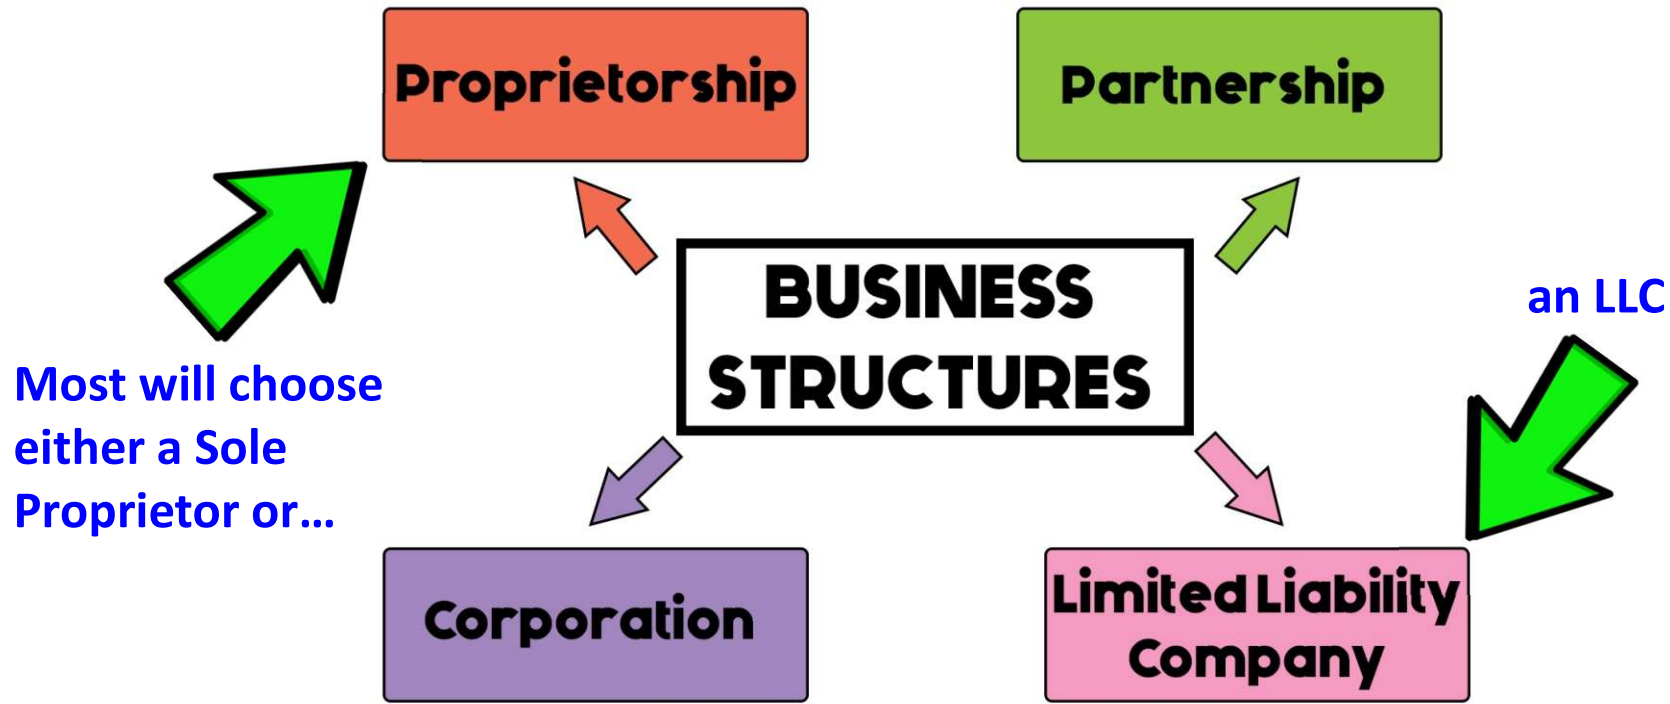 Proprietorship
Partnership
BUSINESS
STRUCTURES
an LLC
Most will choose
either a Sole
Proprietor or…
Corporation
Limited Liability
Company